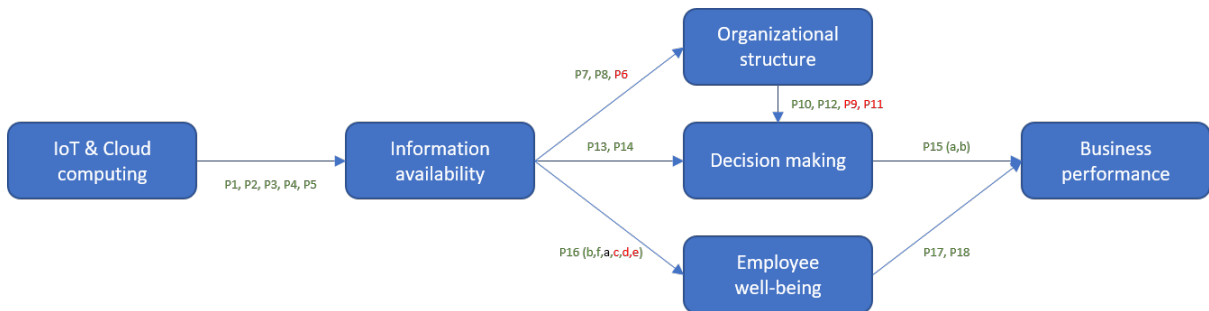 Organizational
structure
P7, P8, P6
P10, P12, P9, P11
IoT & Cloud
computing
P1, P2, P3, P4, P5
Information
availability
P13, P14
Decision making
P15 (a,b)
Business
performance
P16 (b,f,a,c,d,e)
Employee
well-being
P17, P18